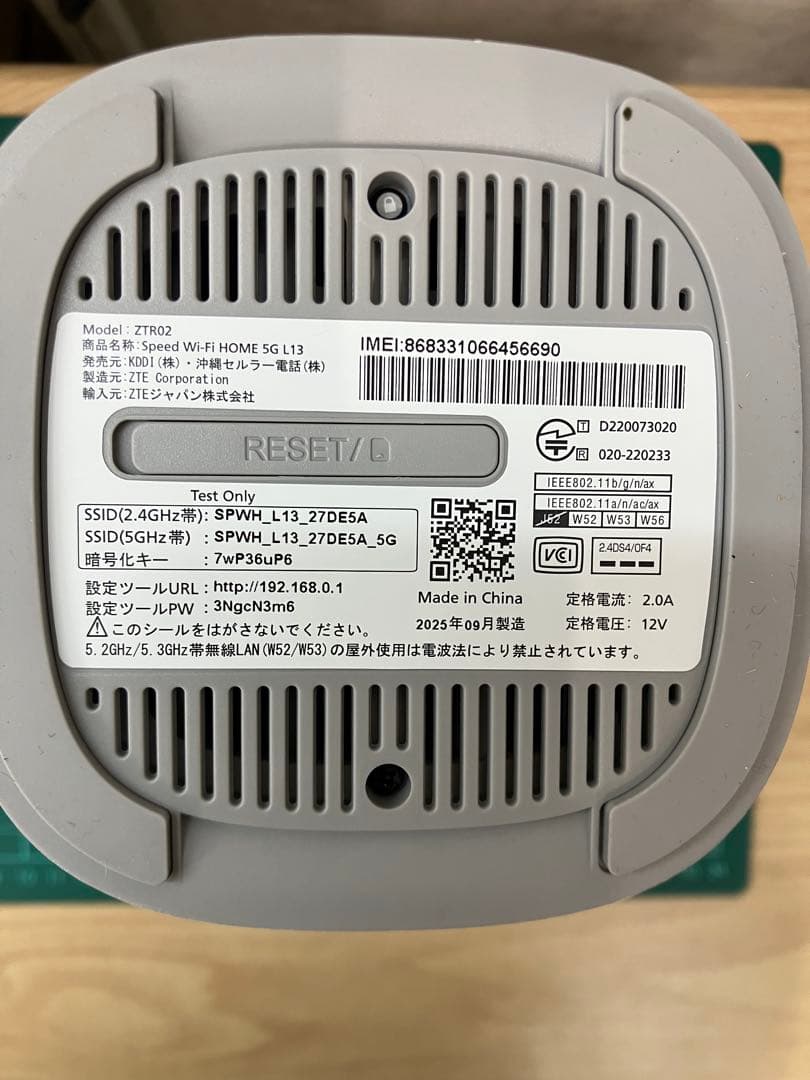 Model : ZTR02
商品名称:Speed Wi-Fi HOME 5G L13
発売元:KDDI(株)・沖縄セルラー電話(株)
製造元:ZTE Corporation
輸入元:ZTEジャパン株式会社
IMEI:868331066456690
RESET/
T D220073020
R 020-220233
Test Only
SSID(2.4GHz帯): SPWH_L13_27DE5A
SSID(5GHz帯) : SPWH_L13_27DE5A_5G
暗号化キー : 7wP36uP6
IEEE802.11b/g/n/ax
IEEE802.11a/n/ac/ax
J52 W52 W53 W56
VCI
2.4DS4/OF4
設定ツールURL : http://192.168.0.1
設定ツールPW : 3NgcN3m6
Made in China
2025年09月製造
定格電流: 2.0A
定格電圧: 12V
このシールをはがさないでください。
5.2GHz/5.3GHz帯無線LAN(W52/W53)の屋外使用は電波法により禁止されています。